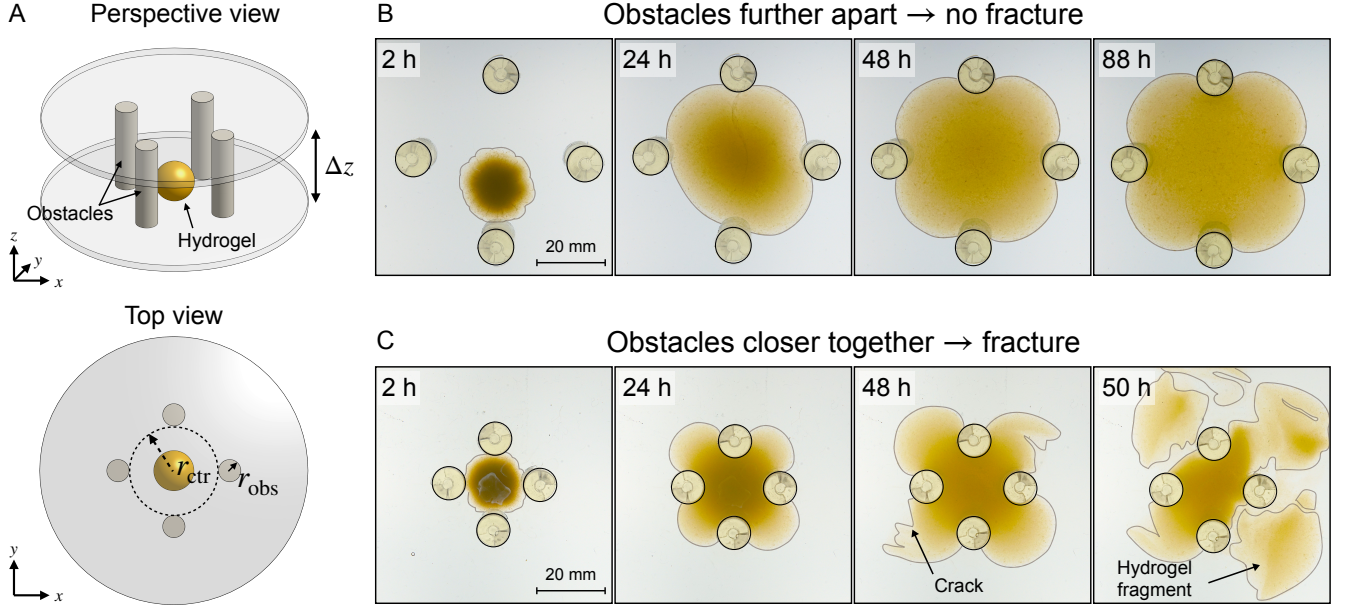 A
Perspective view
Δz
Obstacles
Hydrogel
z
y
x
Top view
r_ctr
r_obs
y
x
B
Obstacles further apart → no fracture
2 h
24 h
48 h
88 h
20 mm
C
Obstacles closer together → fracture
2 h
24 h
48 h
50 h
20 mm
Crack
Hydrogel
fragment